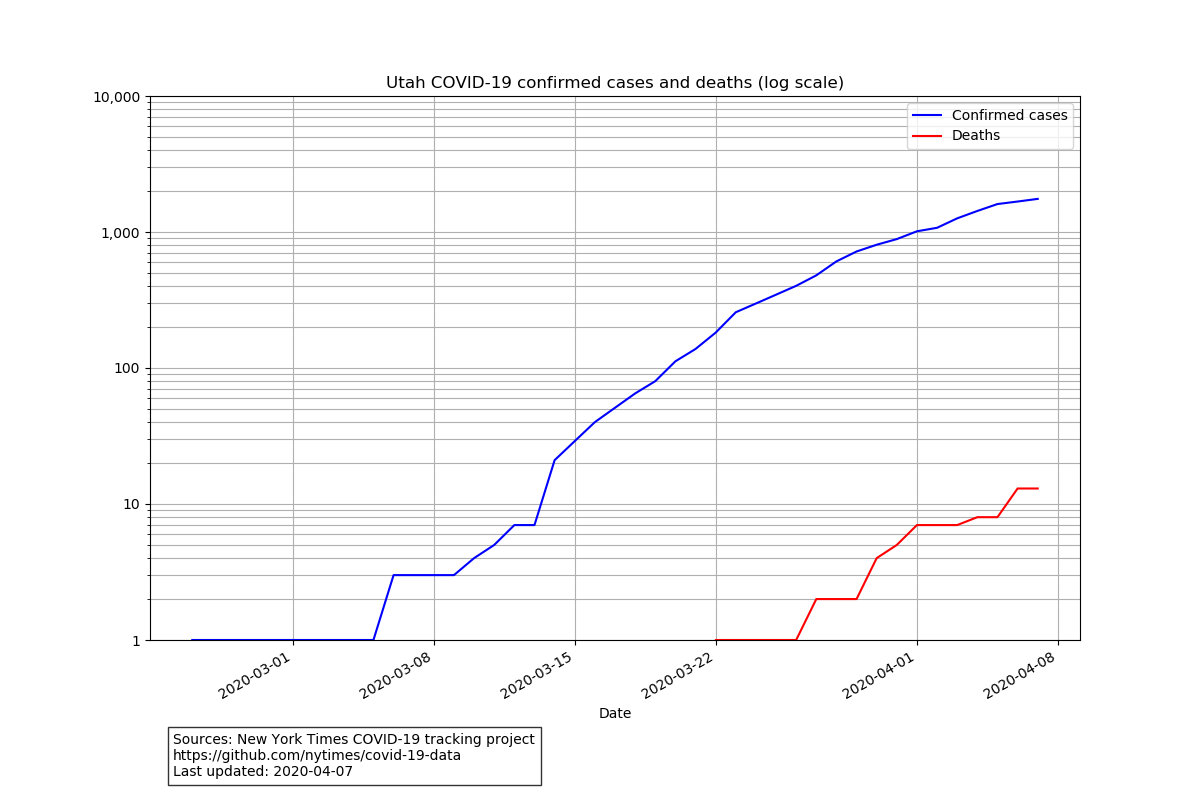 Utah COVID-19 confirmed cases and deaths (log scale)
10,000
1,000
100
10
1
Confirmed cases
Deaths
2020-03-01
2020-03-08
2020-03-15
2020-03-22
2020-04-01
2020-04-08
Date
Sources: New York Times COVID-19 tracking project
https://github.com/nytimes/covid-19-data
Last updated: 2020-04-07